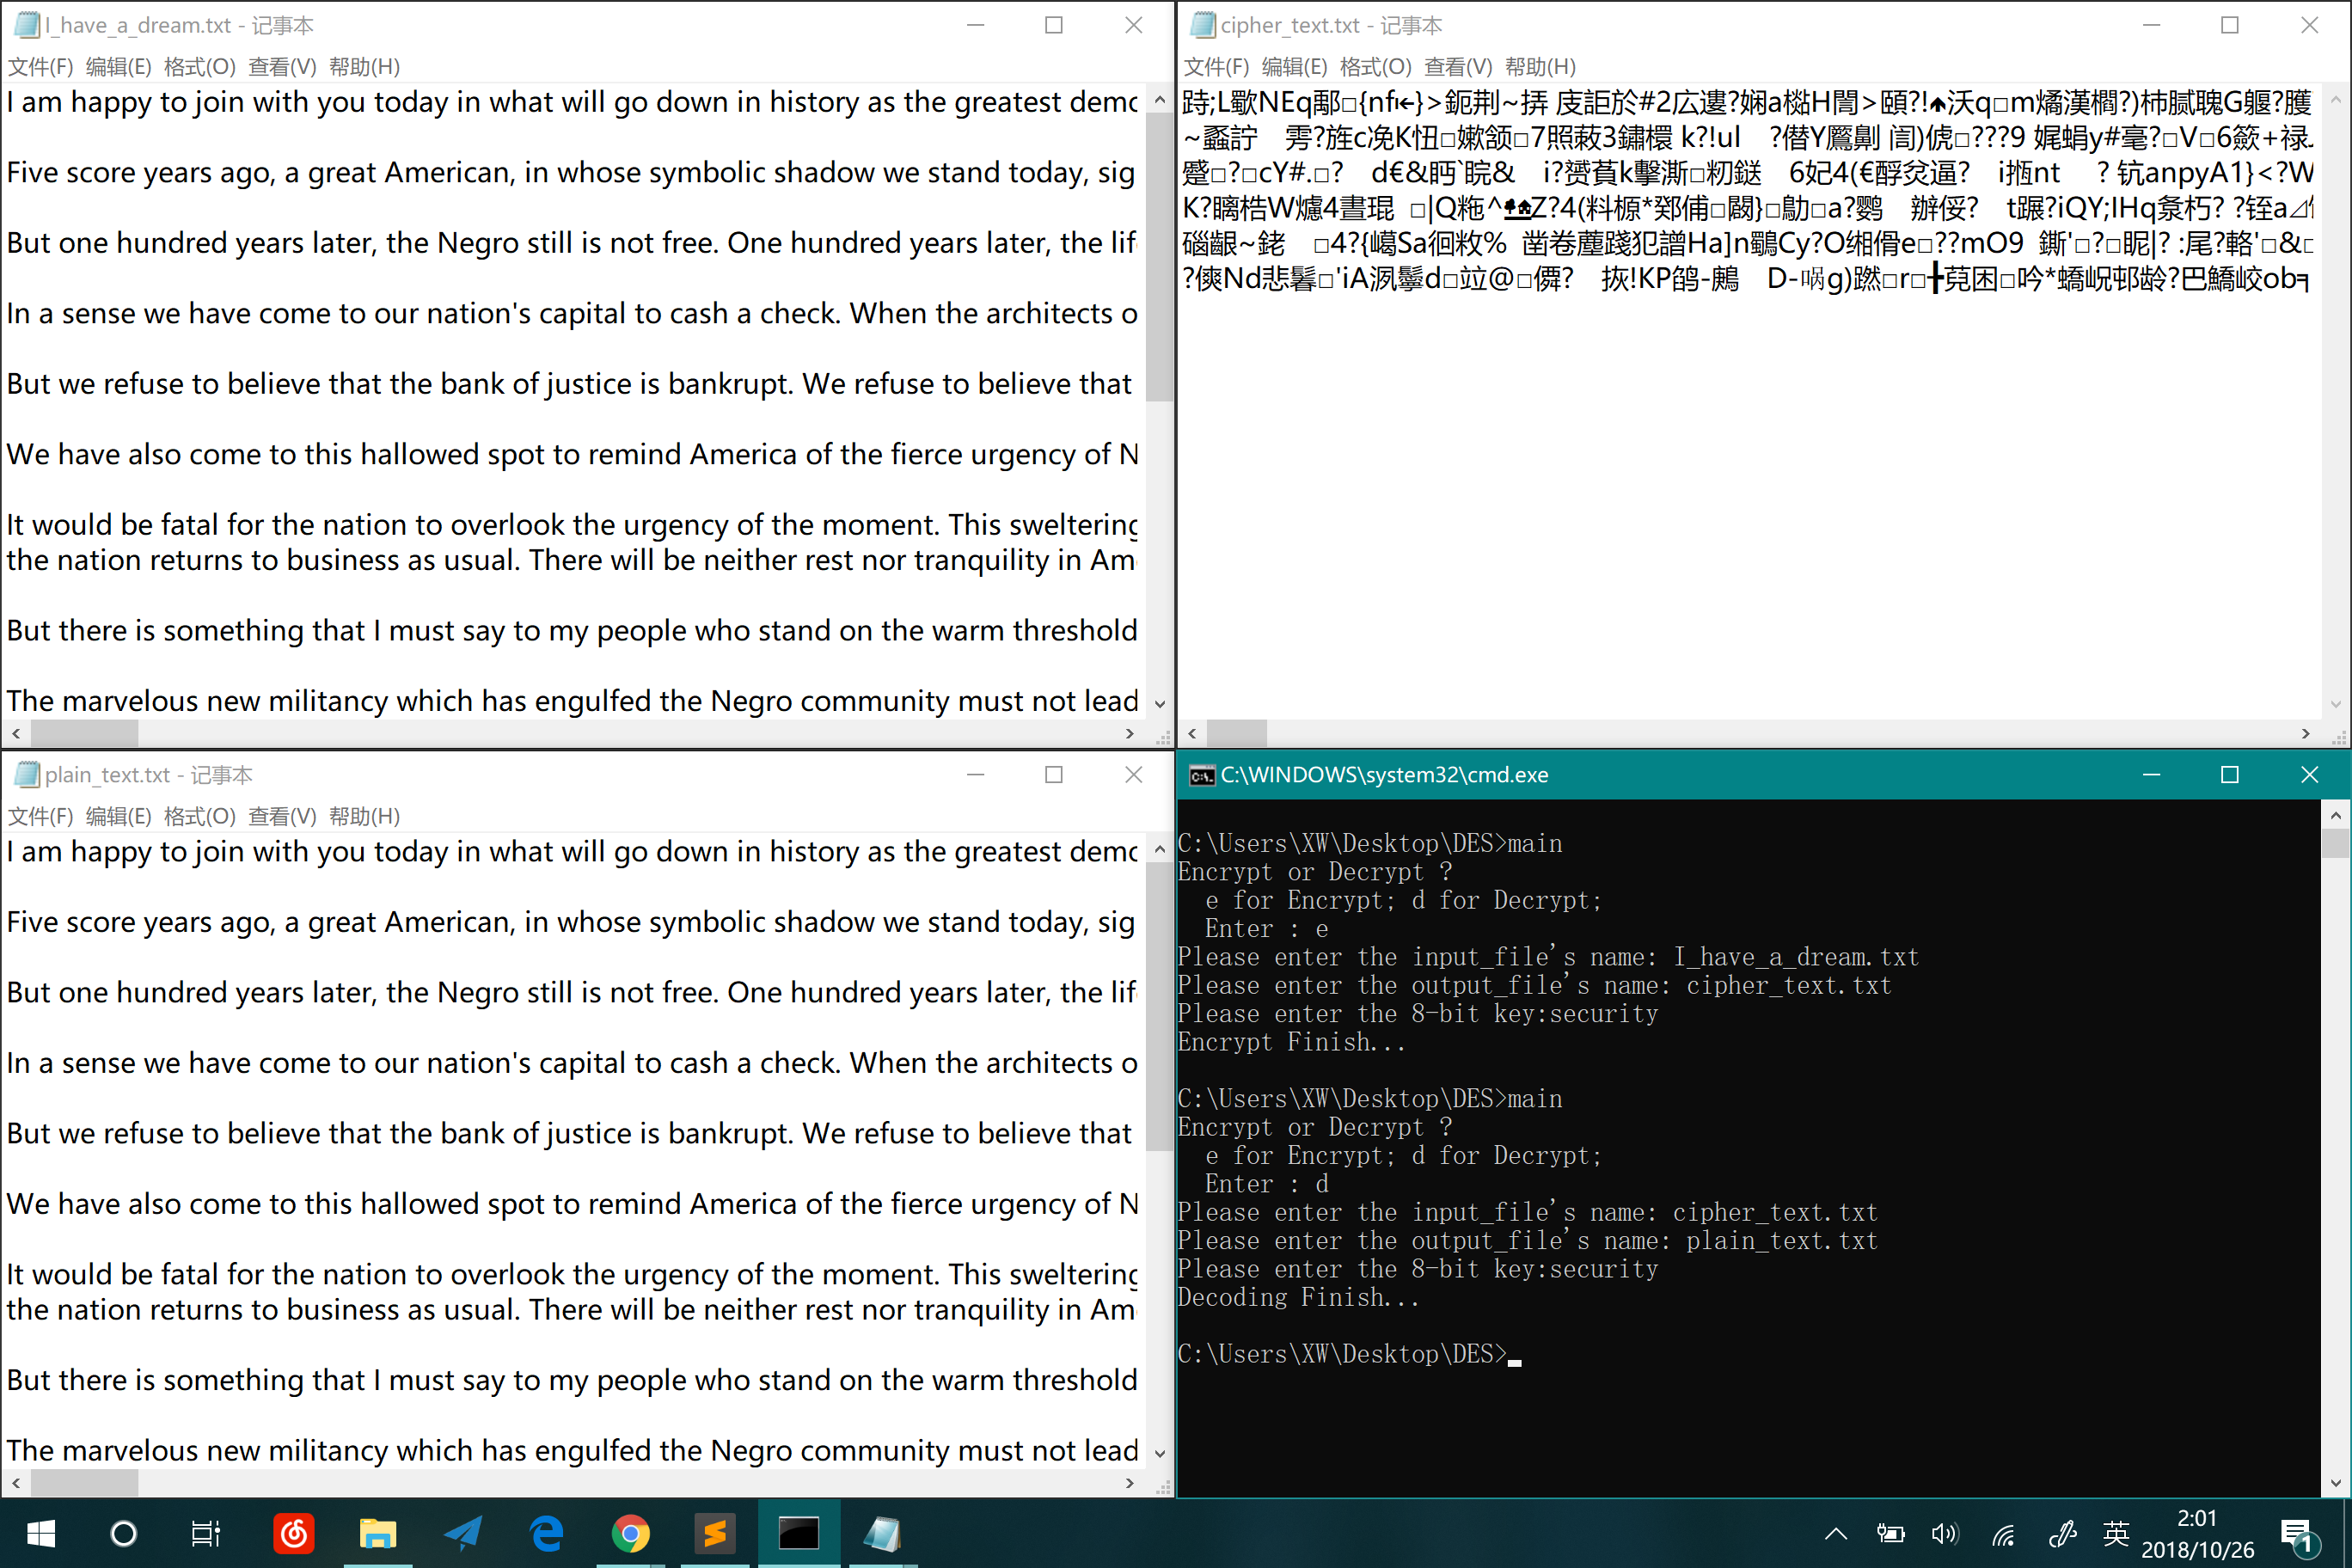 I_have_a_dream.txt - 记事本
文件(F) 编辑(E) 格式(O) 查看(V) 帮助(H)
I am happy to join with you today in what will go down in history as the greatest demo
Five score years ago, a great American, in whose symbolic shadow we stand today, sig
But one hundred years later, the Negro still is not free. One hundred years later, the lif
In a sense we have come to our nation's capital to cash a check. When the architects o
But we refuse to believe that the bank of justice is bankrupt. We refuse to believe that
We have also come to this hallowed spot to remind America of the fierce urgency of N
It would be fatal for the nation to overlook the urgency of the moment. This sweltering
the nation returns to business as usual. There will be neither rest nor tranquility in Am
But there is something that I must say to my people who stand on the warm threshold
The marvelous new militancy which has engulfed the Negro community must not lead
cipher_text.txt - 记事本
文件(F) 编辑(E) 格式(O) 查看(V) 帮助(H)
plain_text.txt - 记事本
文件(F) 编辑(E) 格式(O) 查看(V) 帮助(H)
I am happy to join with you today in what will go down in history as the greatest demo
Five score years ago, a great American, in whose symbolic shadow we stand today, sig
But one hundred years later, the Negro still is not free. One hundred years later, the lif
In a sense we have come to our nation's capital to cash a check. When the architects o
But we refuse to believe that the bank of justice is bankrupt. We refuse to believe that
We have also come to this hallowed spot to remind America of the fierce urgency of N
It would be fatal for the nation to overlook the urgency of the moment. This sweltering
the nation returns to business as usual. There will be neither rest nor tranquility in Am
But there is something that I must say to my people who stand on the warm threshold
The marvelous new militancy which has engulfed the Negro community must not lead
C:\WINDOWS\system32\cmd.exe
C:\Users\XW\Desktop\DES>main
Encrypt or Decrypt ?
e for Encrypt; d for Decrypt;
Enter : e
Please enter the input_file's name: I_have_a_dream.txt
Please enter the output_file's name: cipher_text.txt
Please enter the 8-bit key:security
Encrypt Finish...
C:\Users\XW\Desktop\DES>main
Encrypt or Decrypt ?
e for Encrypt; d for Decrypt;
Enter : d
Please enter the input_file's name: cipher_text.txt
Please enter the output_file's name: plain_text.txt
Please enter the 8-bit key:security
Decoding Finish...
C:\Users\XW\Desktop\DES>
英
2:01
2018/10/26
1